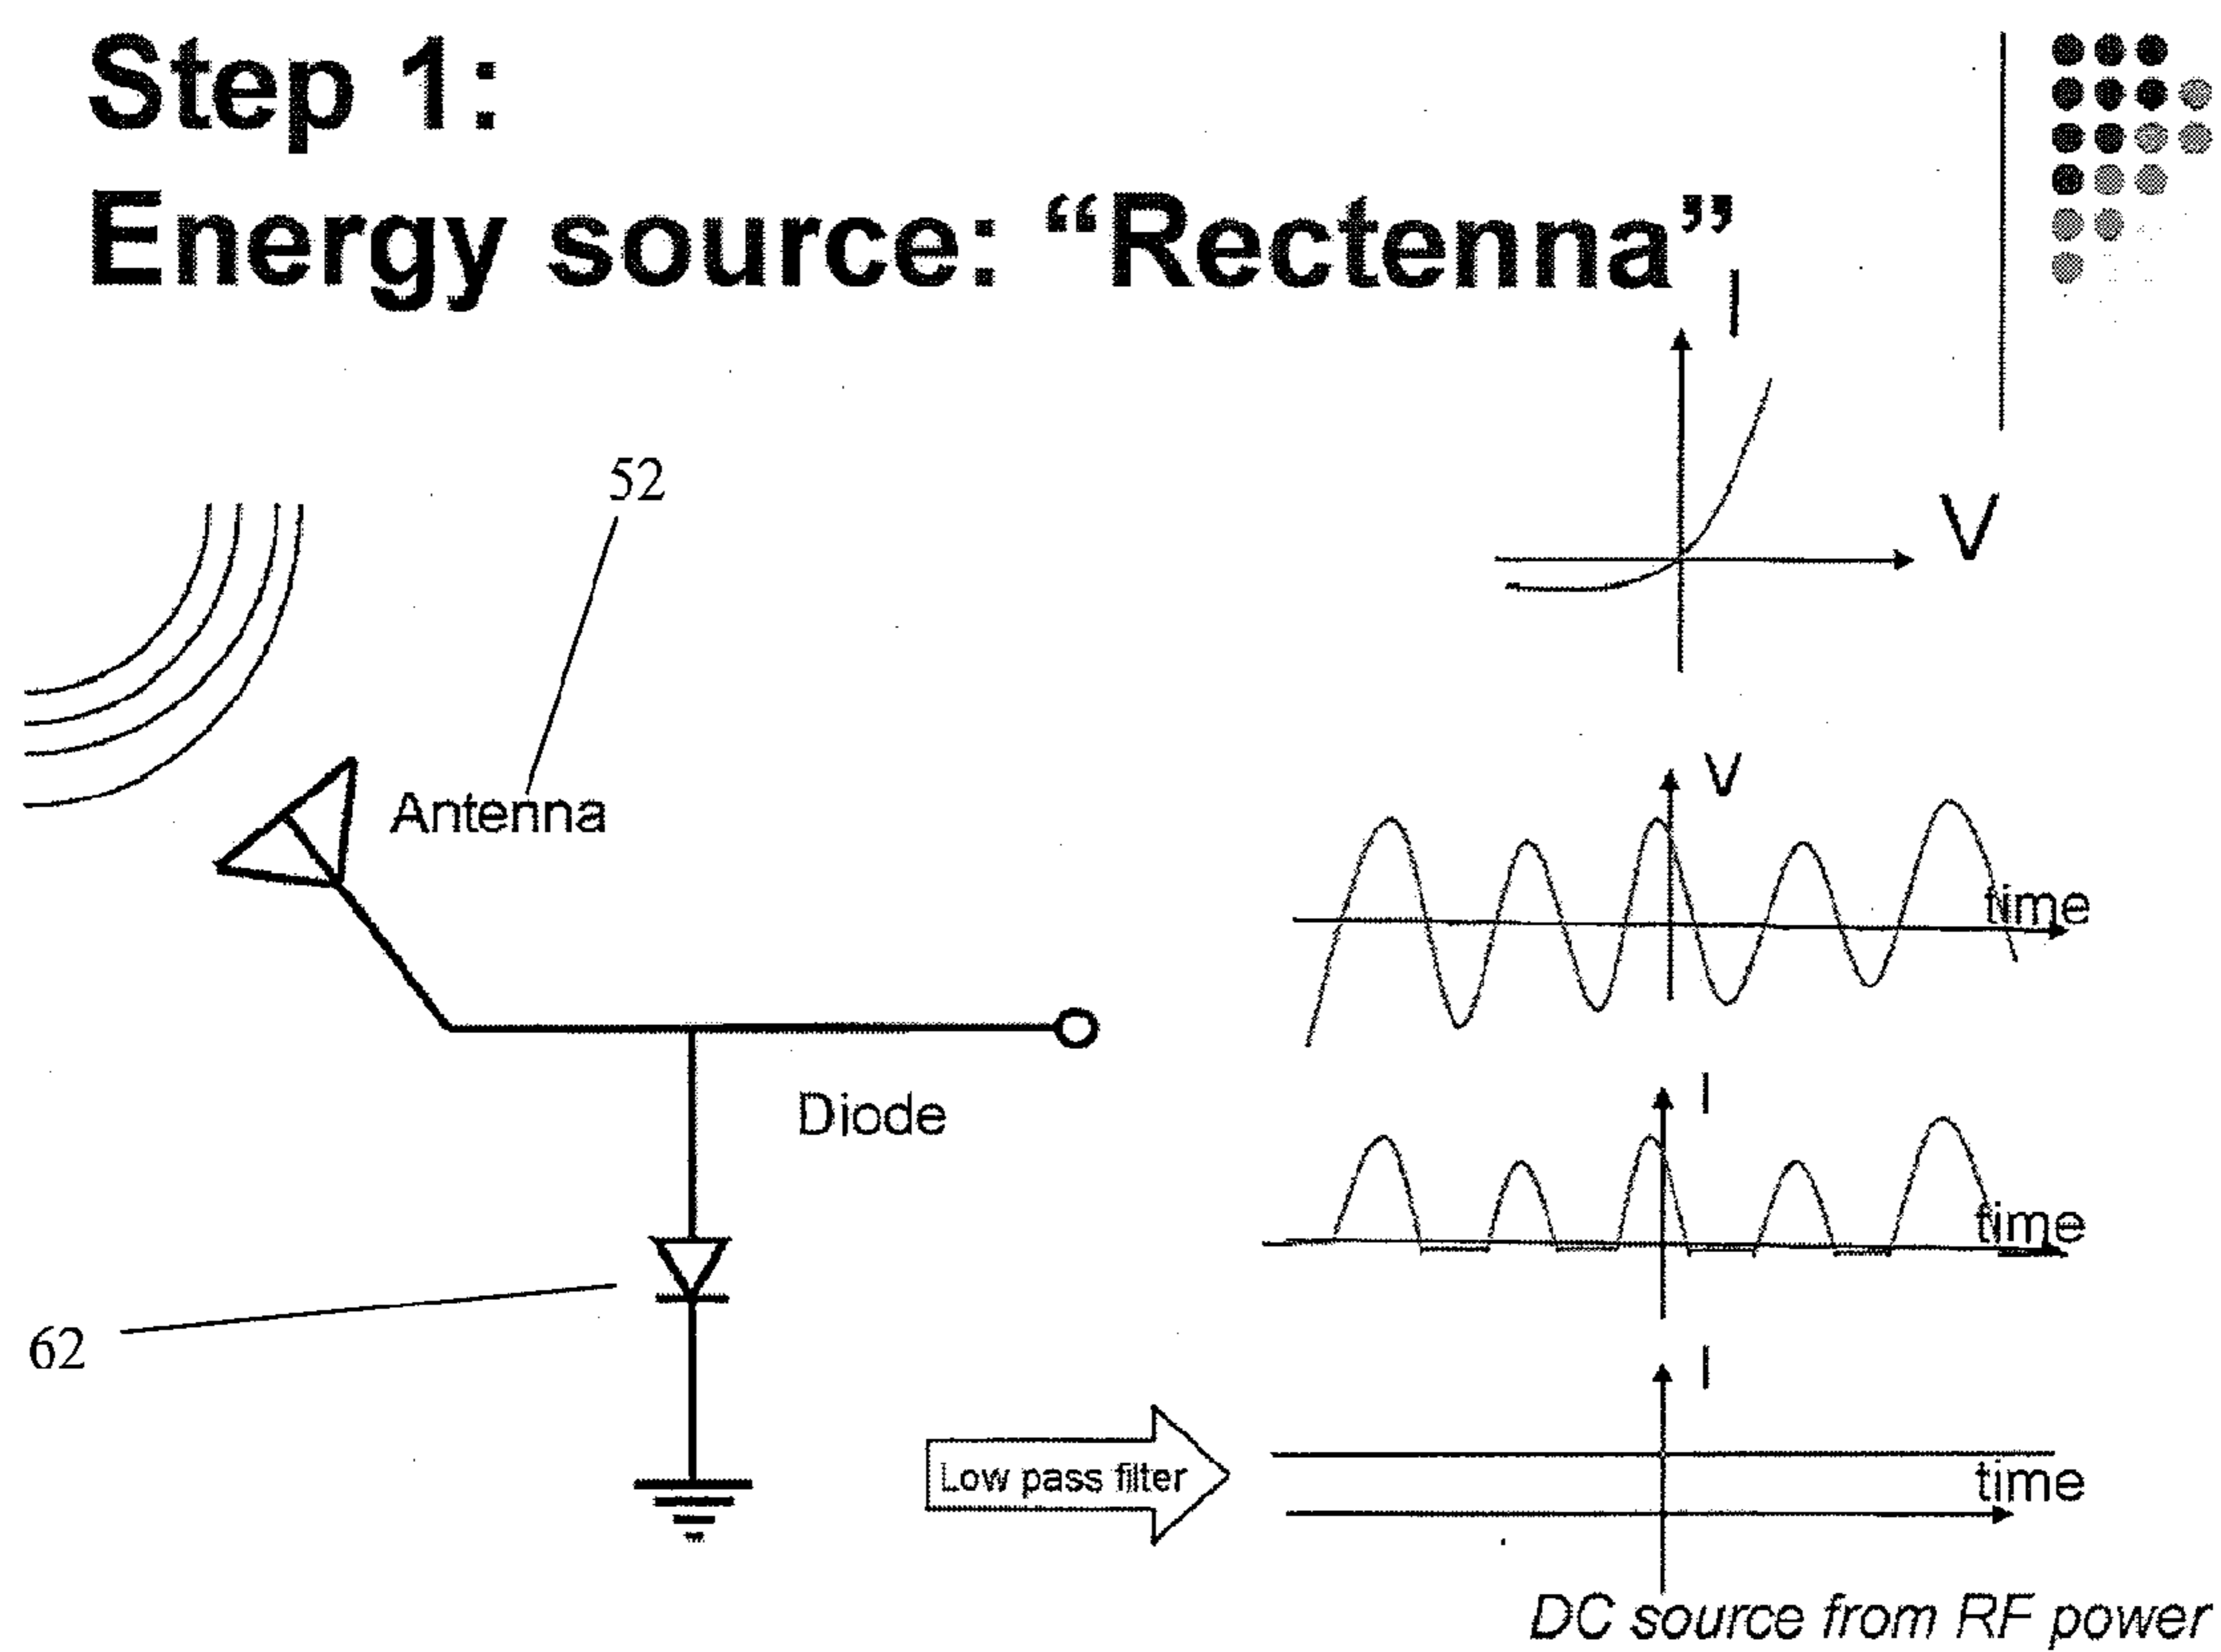 Step 1:
Energy source: “Rectenna”
I
V
52
Antenna
V
time
Diode
I
time
62
I
Low pass filter
time
DC source from RF power